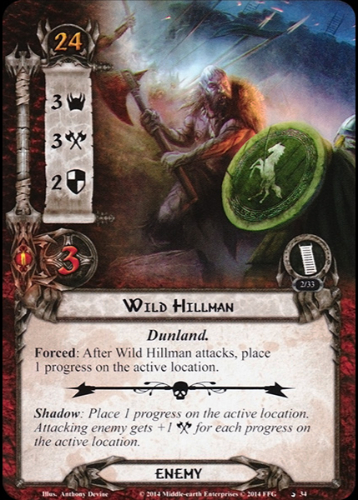 24
3
3
2
3
2/33
WILD HILLMAN
Dunland.
Forced: After Wild Hillman attacks, place
1 progress on the active location.
Shadow: Place 1 progress on the active location.
Attacking enemy gets +1 for each progress on
the active location.
ENEMY
Illus. Anthony Devine © 2014 Middle-earth Enterprises © 2014 FFG 34